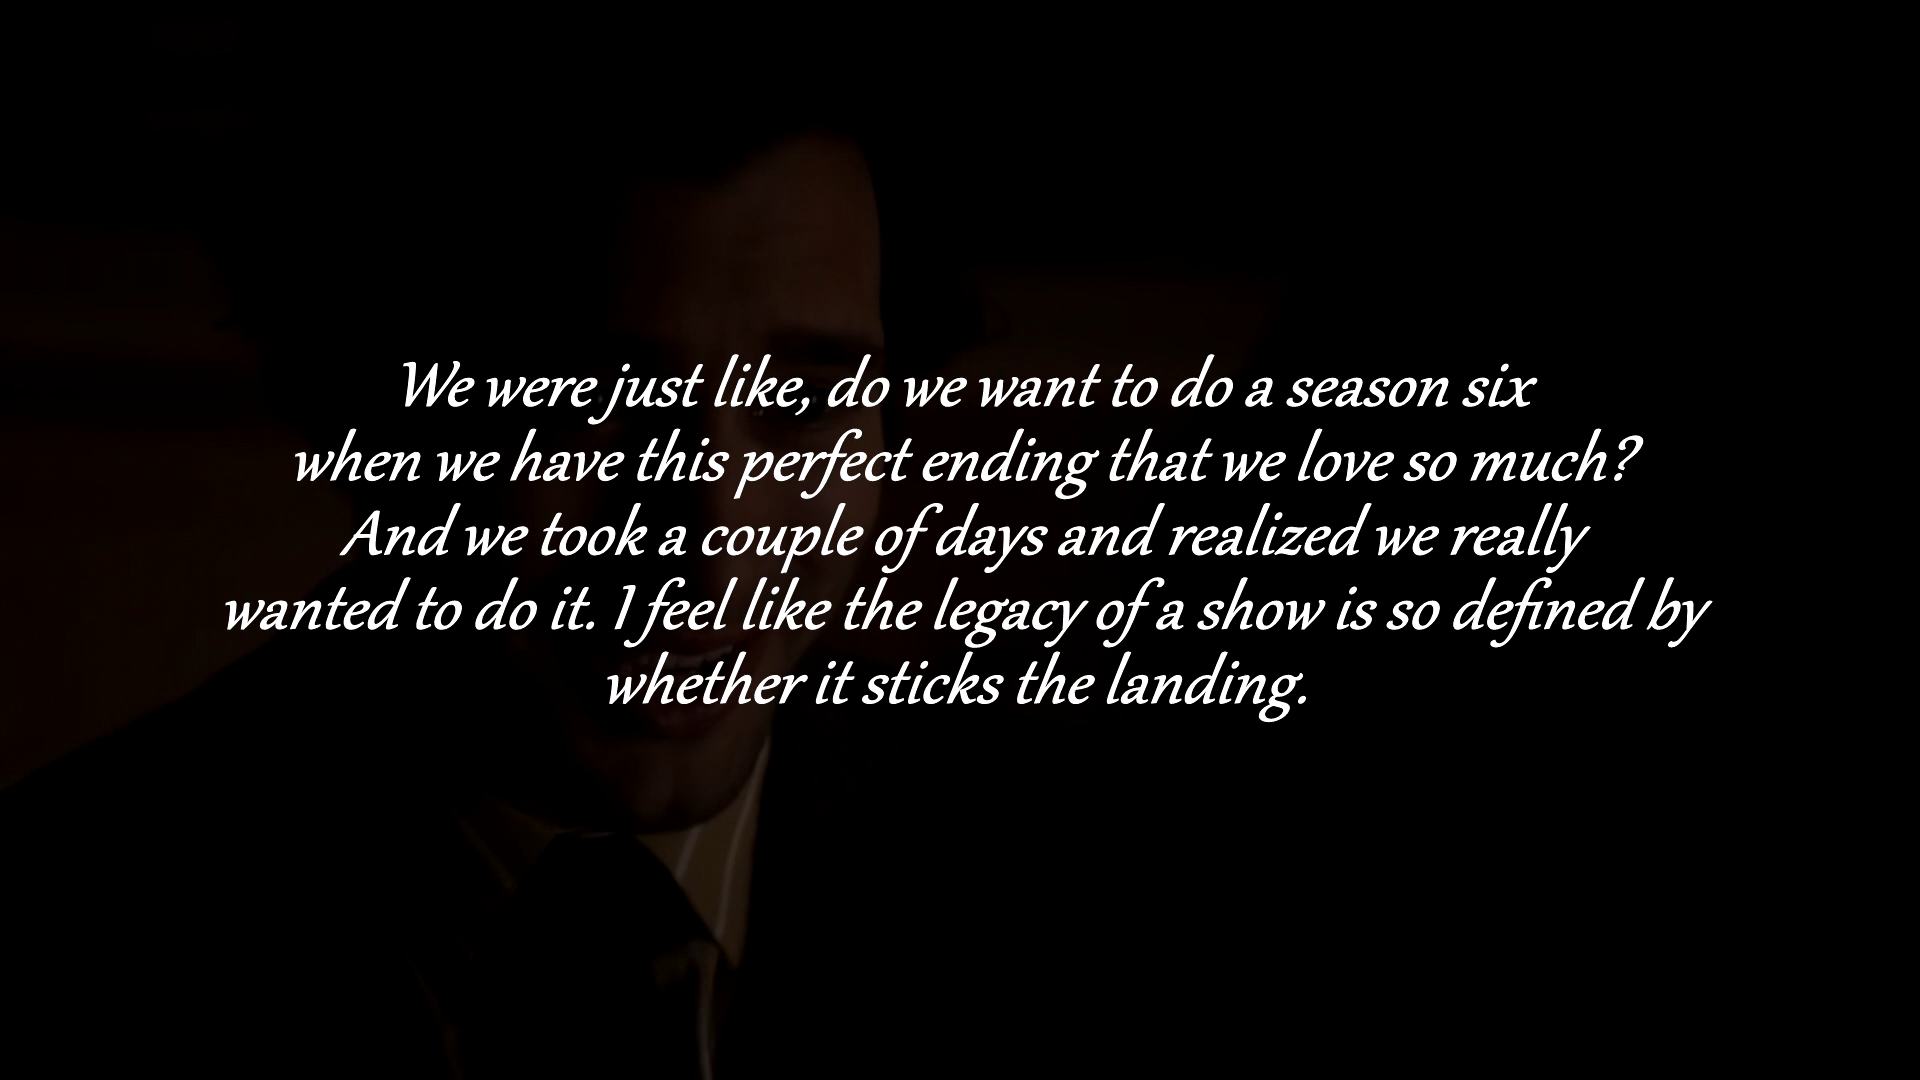 We were just like, do we want to do a season six
when we have this perfect ending that we love so much?
And we took a couple of days and realized we really
wanted to do it. I feel like the legacy of a show is so defined by
whether it sticks the landing.